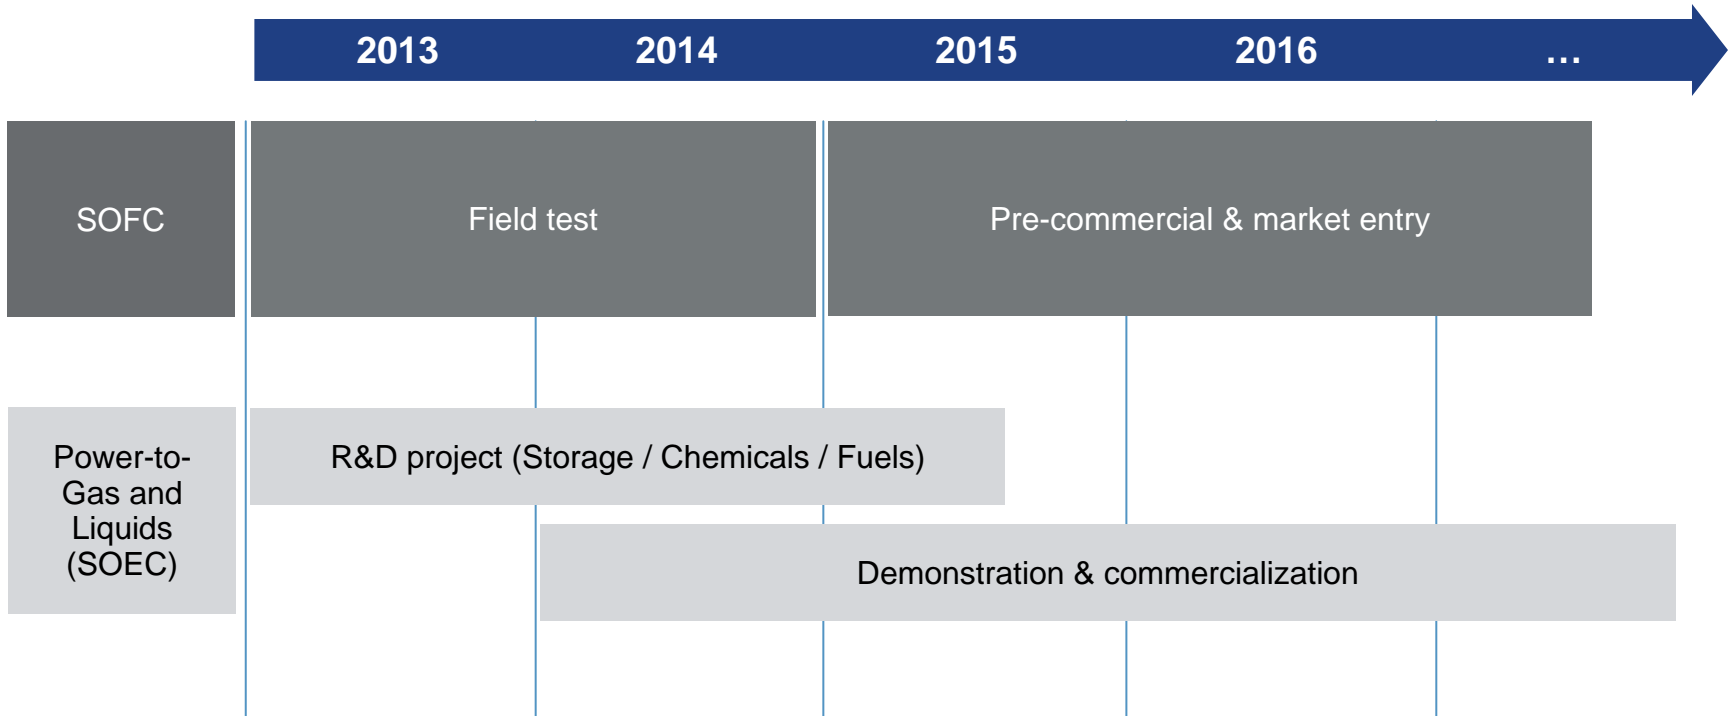 2013 2014 2015 2016 …
SOFC
Field test
Pre-commercial & market entry
Power-to-
Gas and
Liquids
(SOEC)
R&D project (Storage / Chemicals / Fuels)
Demonstration & commercialization